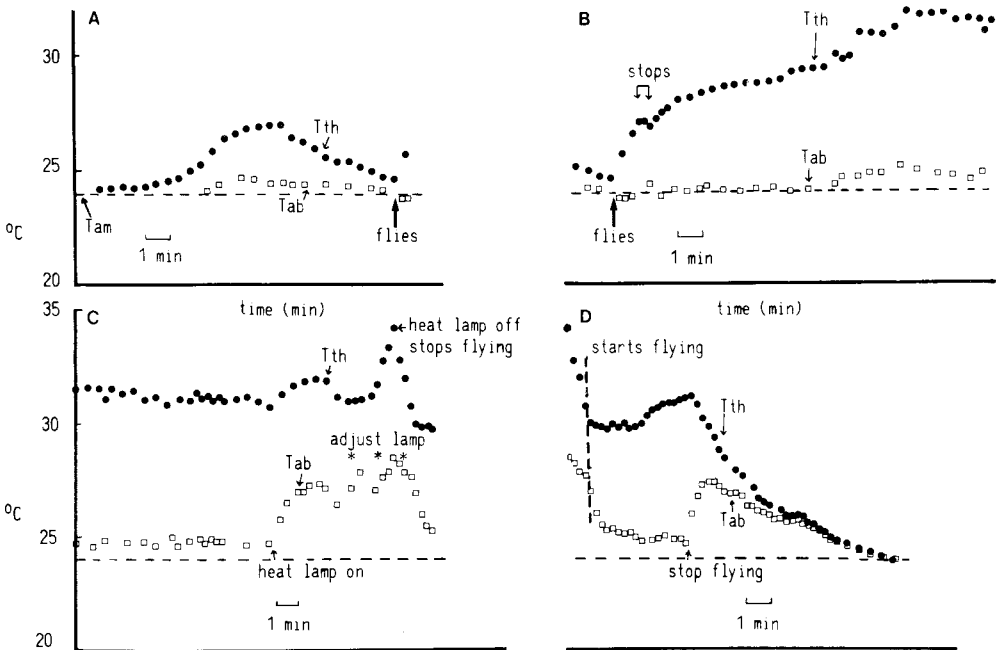 A
30
Tth
25
Tab
Tam
flies
°C
1 min
20
time (min)
B
Tth
stops
Tab
flies
1 min
time (min)
35
C
heat lamp off
stops flying
Tth
30
adjust lamp
* * *
Tab
°C
25
heat lamp on
1 min
20
D
starts flying
Tth
Tab
stop flying
1 min